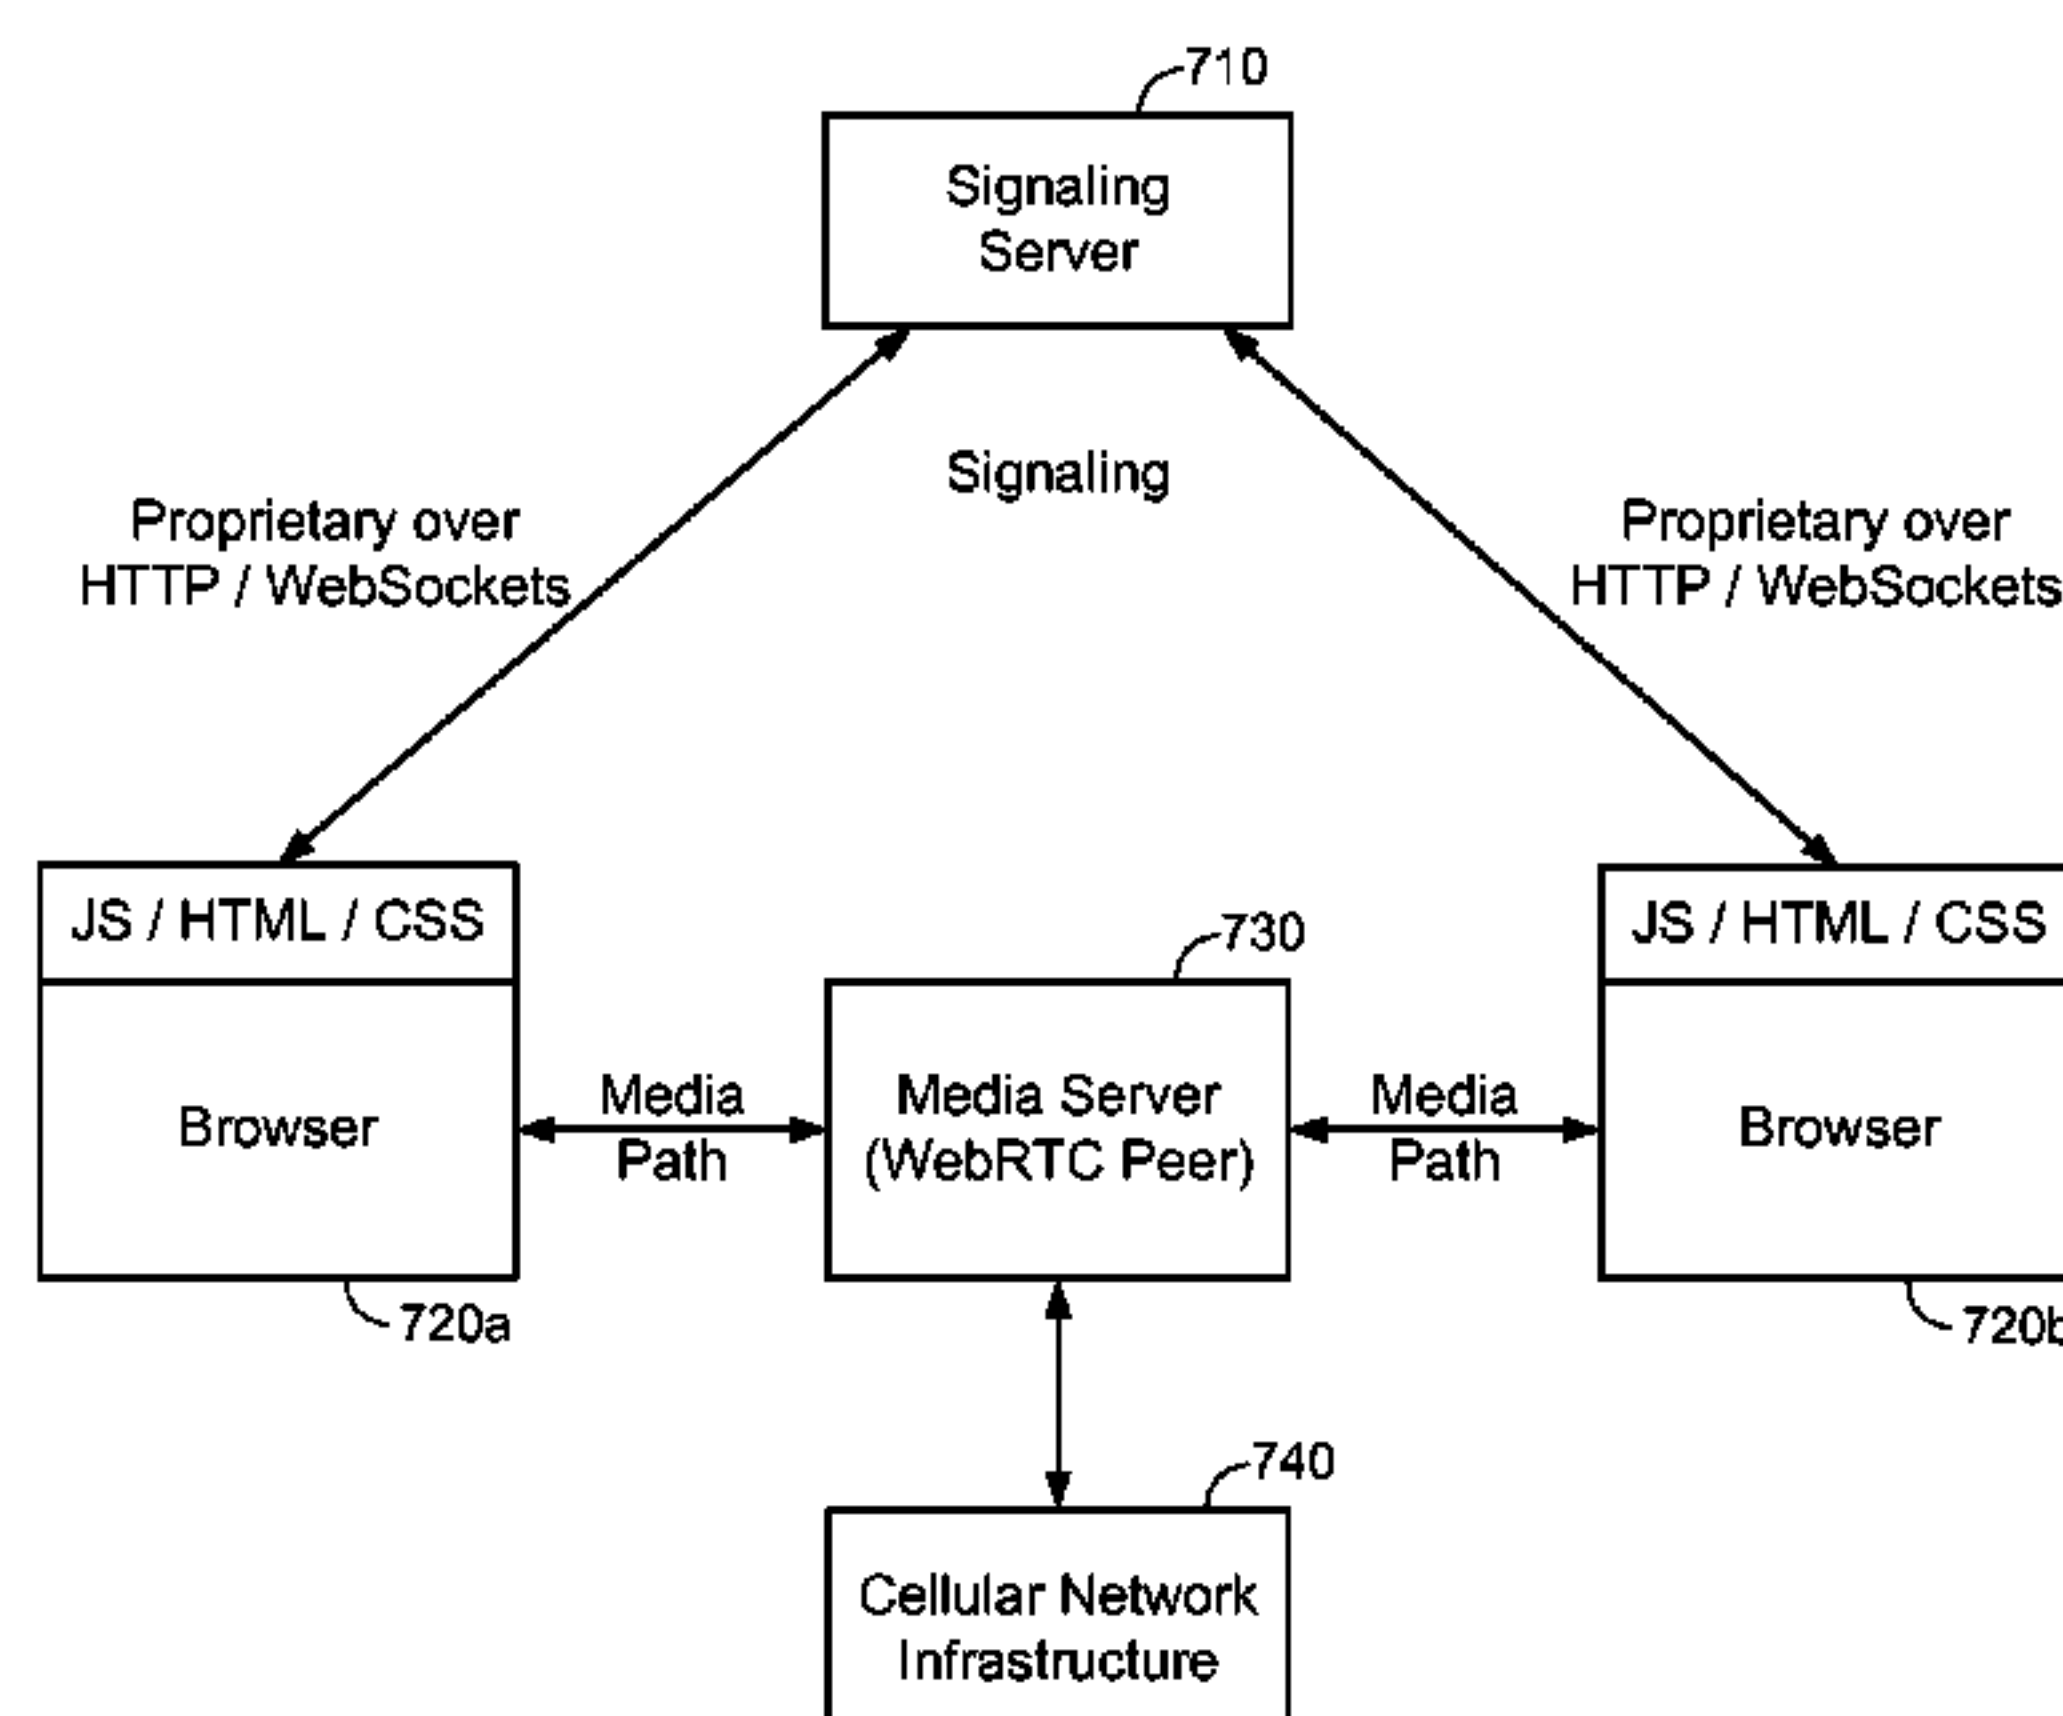 710
Signaling
Server
Signaling
Proprietary over
HTTP / WebSockets
Proprietary over
HTTP / WebSockets
JS / HTML / CSS
Browser
720a
Media
Path
730
Media Server
(WebRTC Peer)
Media
Path
JS / HTML / CSS
Browser
720b
740
Cellular Network
Infrastructure